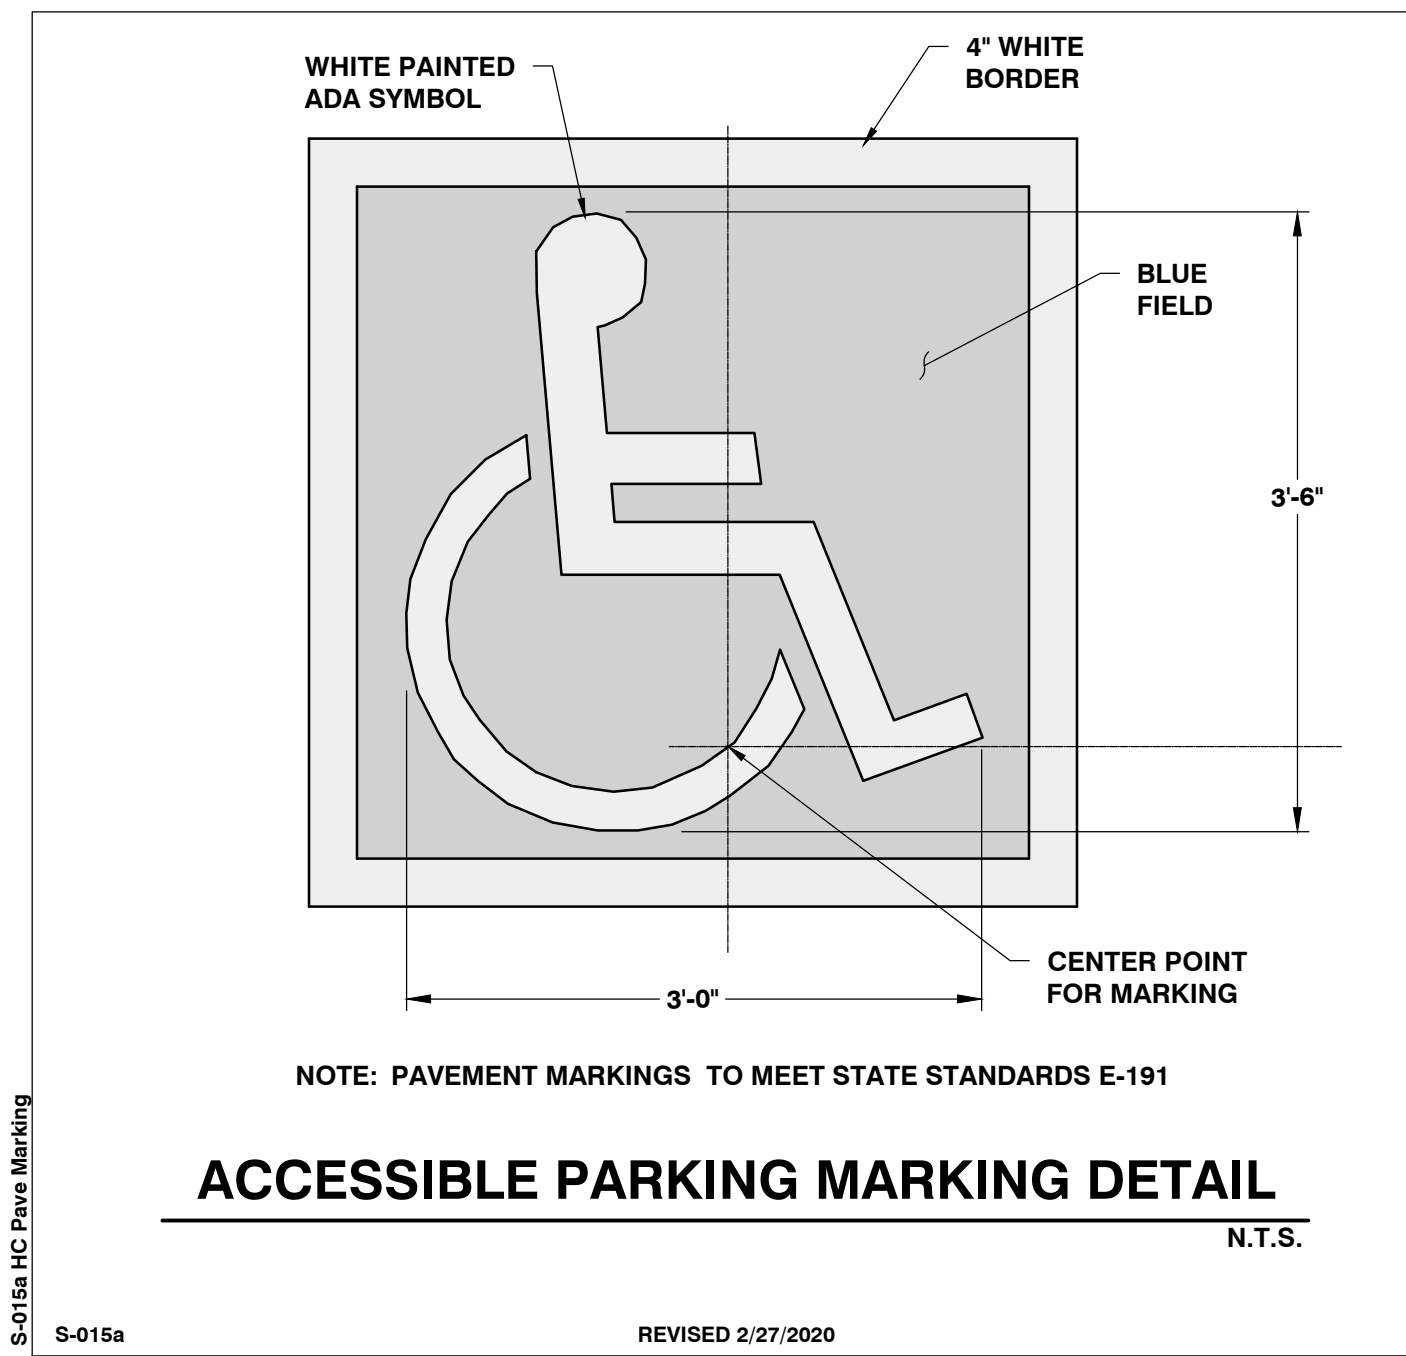 WHITE PAINTED
ADA SYMBOL
4" WHITE
BORDER
BLUE
FIELD
3'-6"
CENTER POINT
FOR MARKING
3'-0"
NOTE:  PAVEMENT MARKINGS  TO MEET STATE STANDARDS E-191
ACCESSIBLE PARKING MARKING DETAIL
N.T.S.
S-015a HC Pave Marking
S-015a
REVISED 2/27/2020